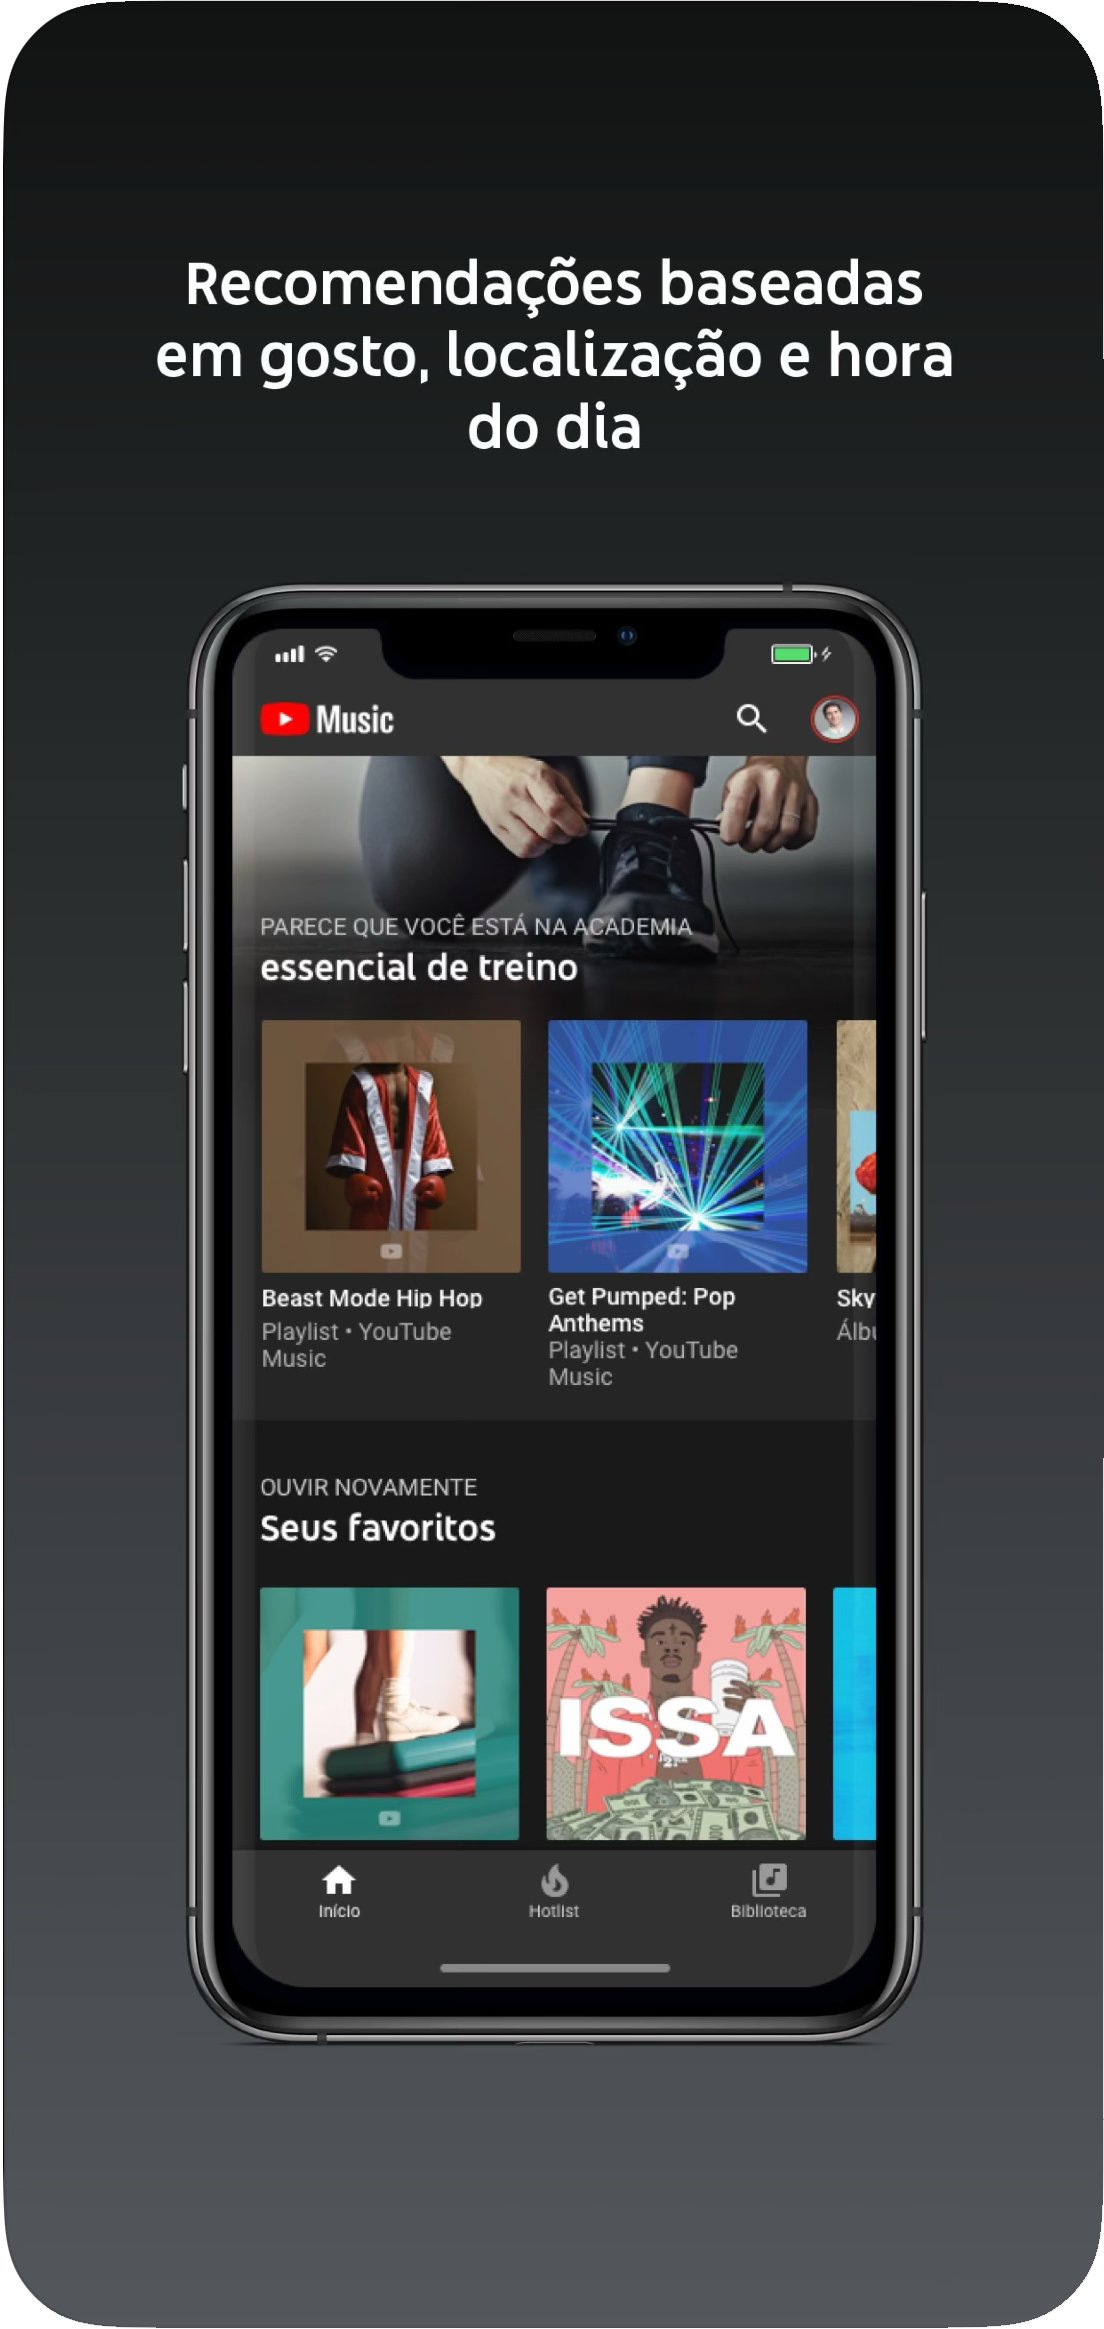 Recomendações baseadas
em gosto, localização e hora
do dia
Music
PARECE QUE VOCÊ ESTÁ NA ACADEMIA
essencial de treino
Beast Mode Hip Hop
Playlist • YouTube
Music
Get Pumped: Pop
Anthems
Playlist • YouTube
Music
Sky
Álbu
OUVIR NOVAMENTE
Seus favoritos
ISSA
Início
Hotlist
Biblioteca